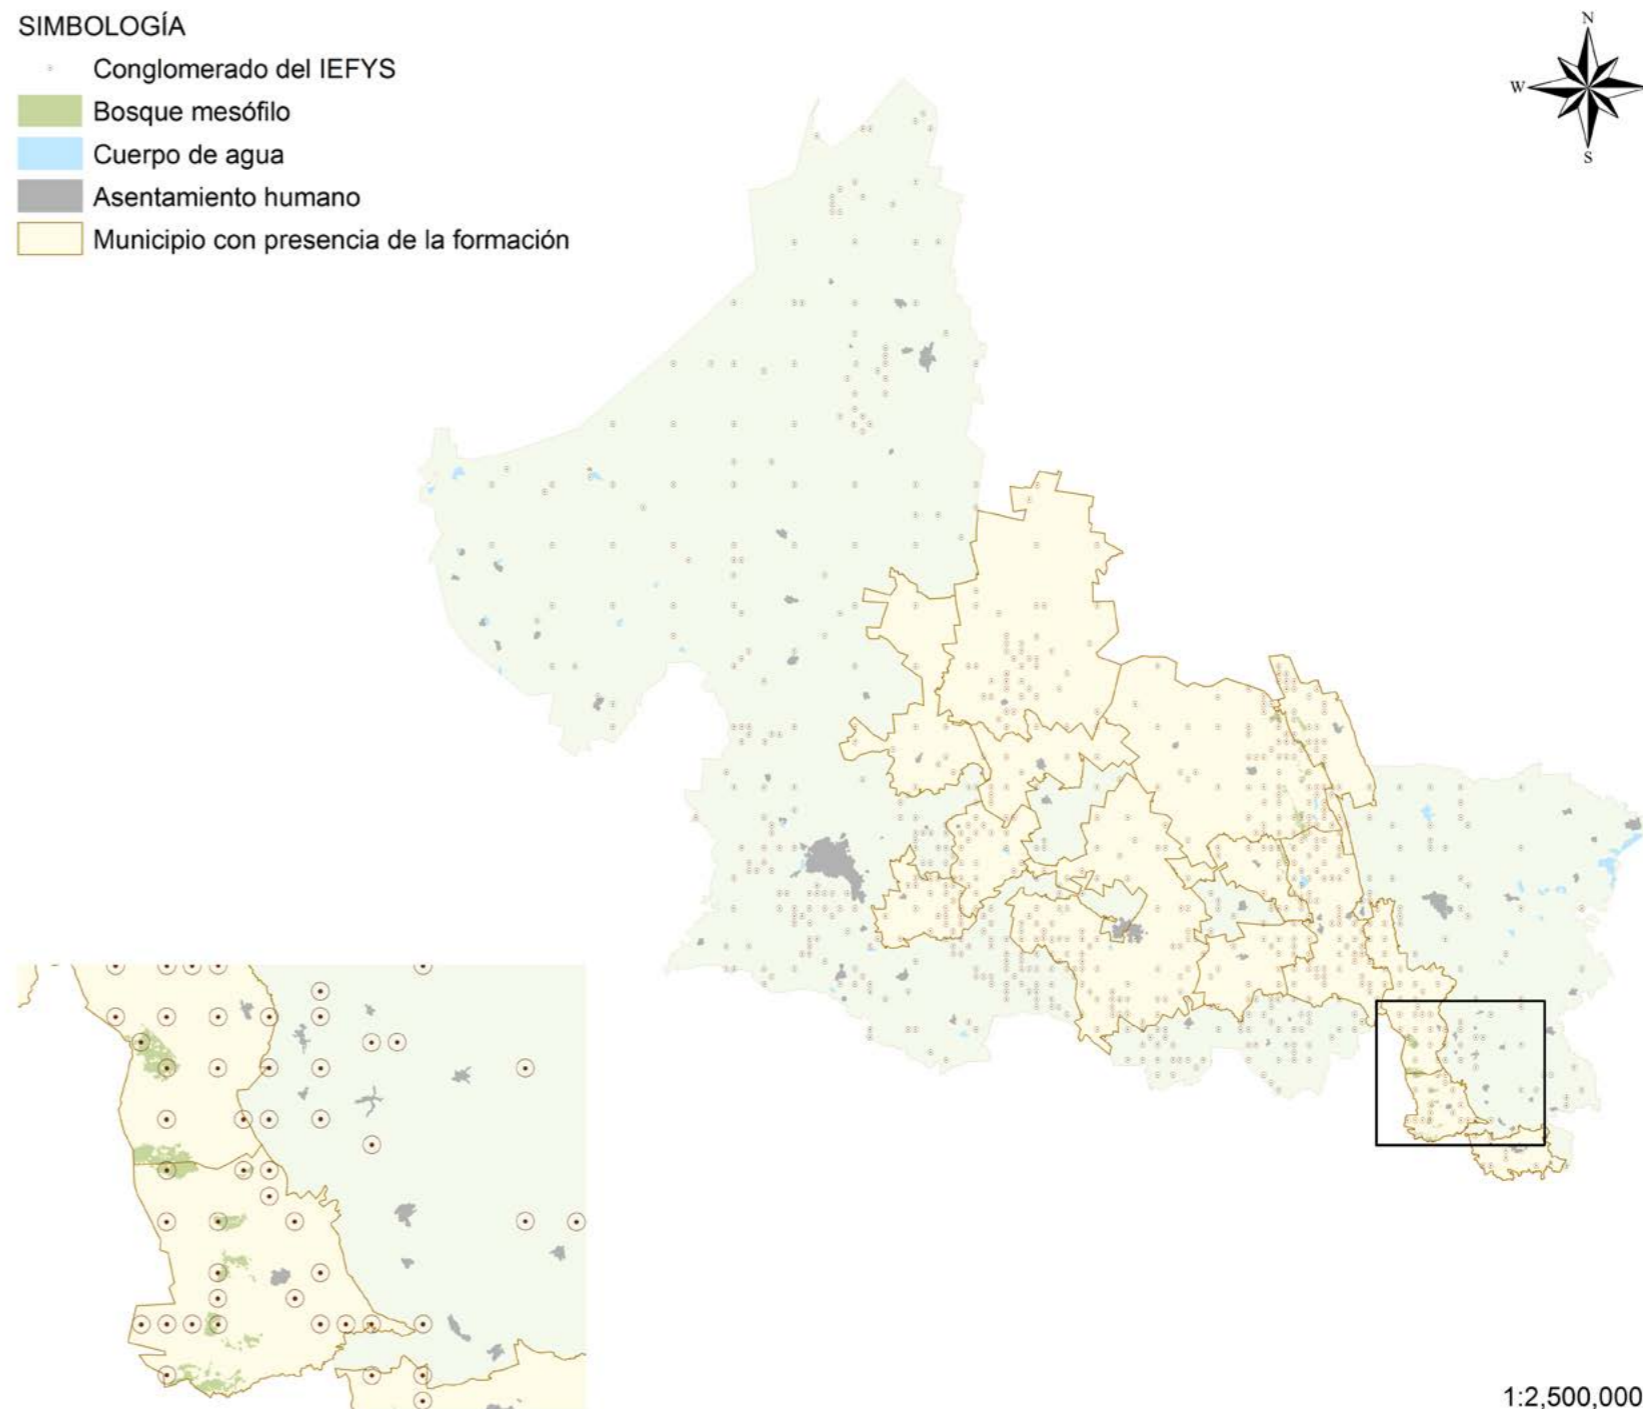 SIMBOLOGÍA
Conglomerado del IEFYS
Bosque mesófilo
Cuerpo de agua
Asentamiento humano
Municipio con presencia de la formación
N
W
S
1:2,500,000